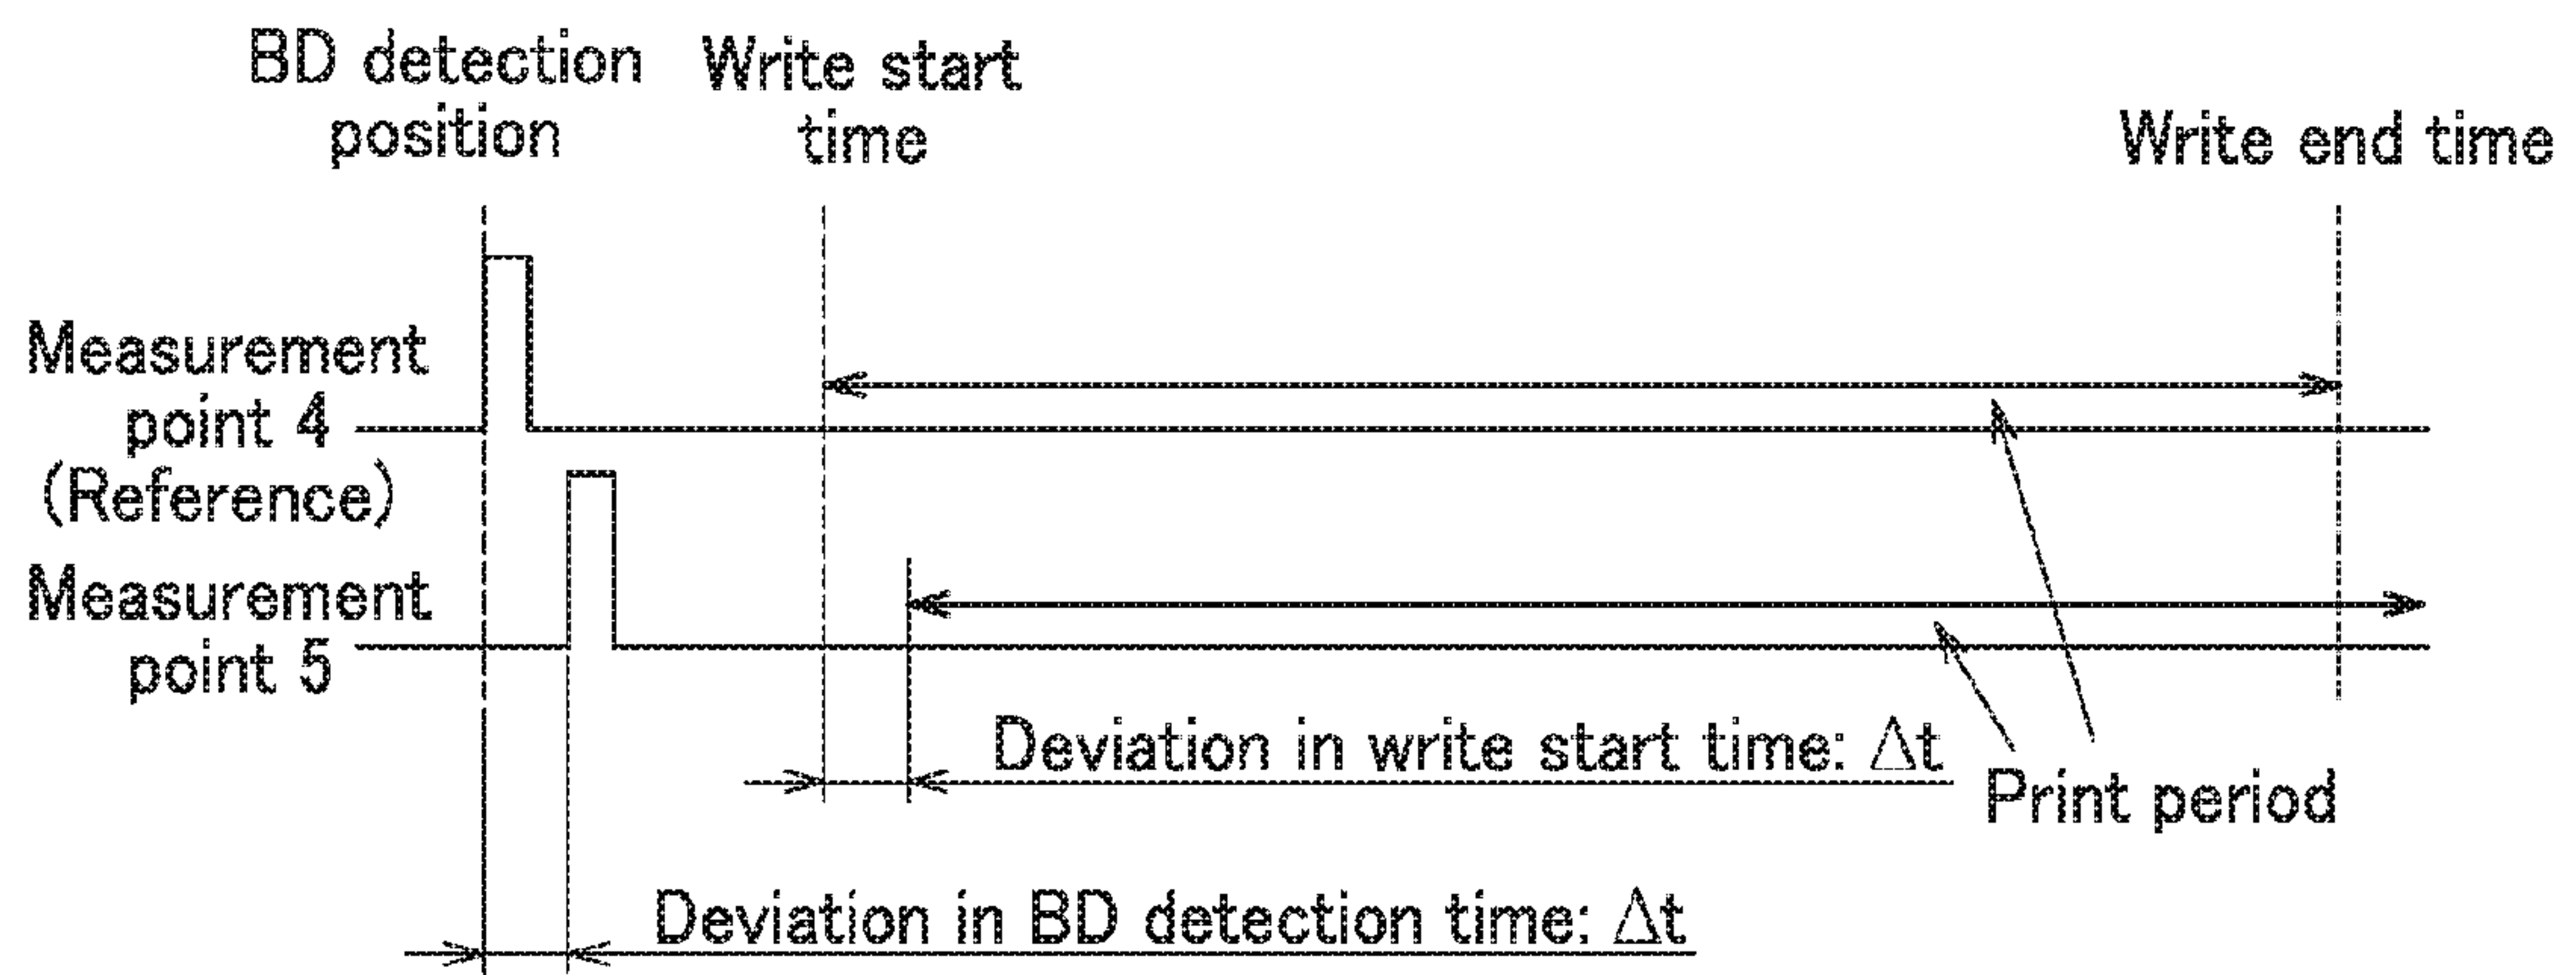 BD detection
position
Write start
time
Write end time
Measurement
point 4
(Reference)
Measurement
point 5
Deviation in write start time: Δt
Print period
Deviation in BD detection time: Δt